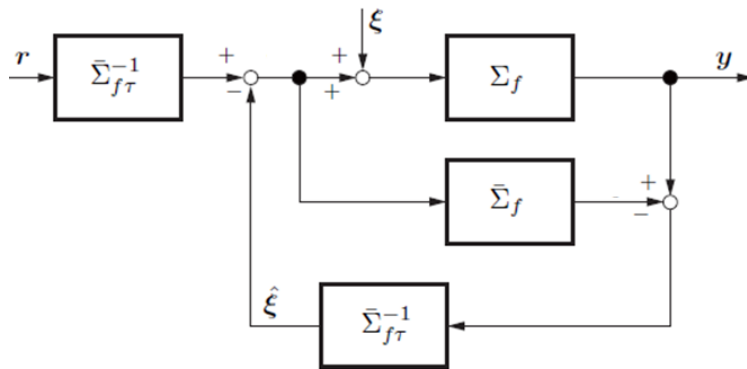 ξ
r
Σ̄_{fτ}^{-1}
+
−
+
+
Σ_f
y
Σ̄_f
+
−
ξ̂
Σ̄_{fτ}^{-1}